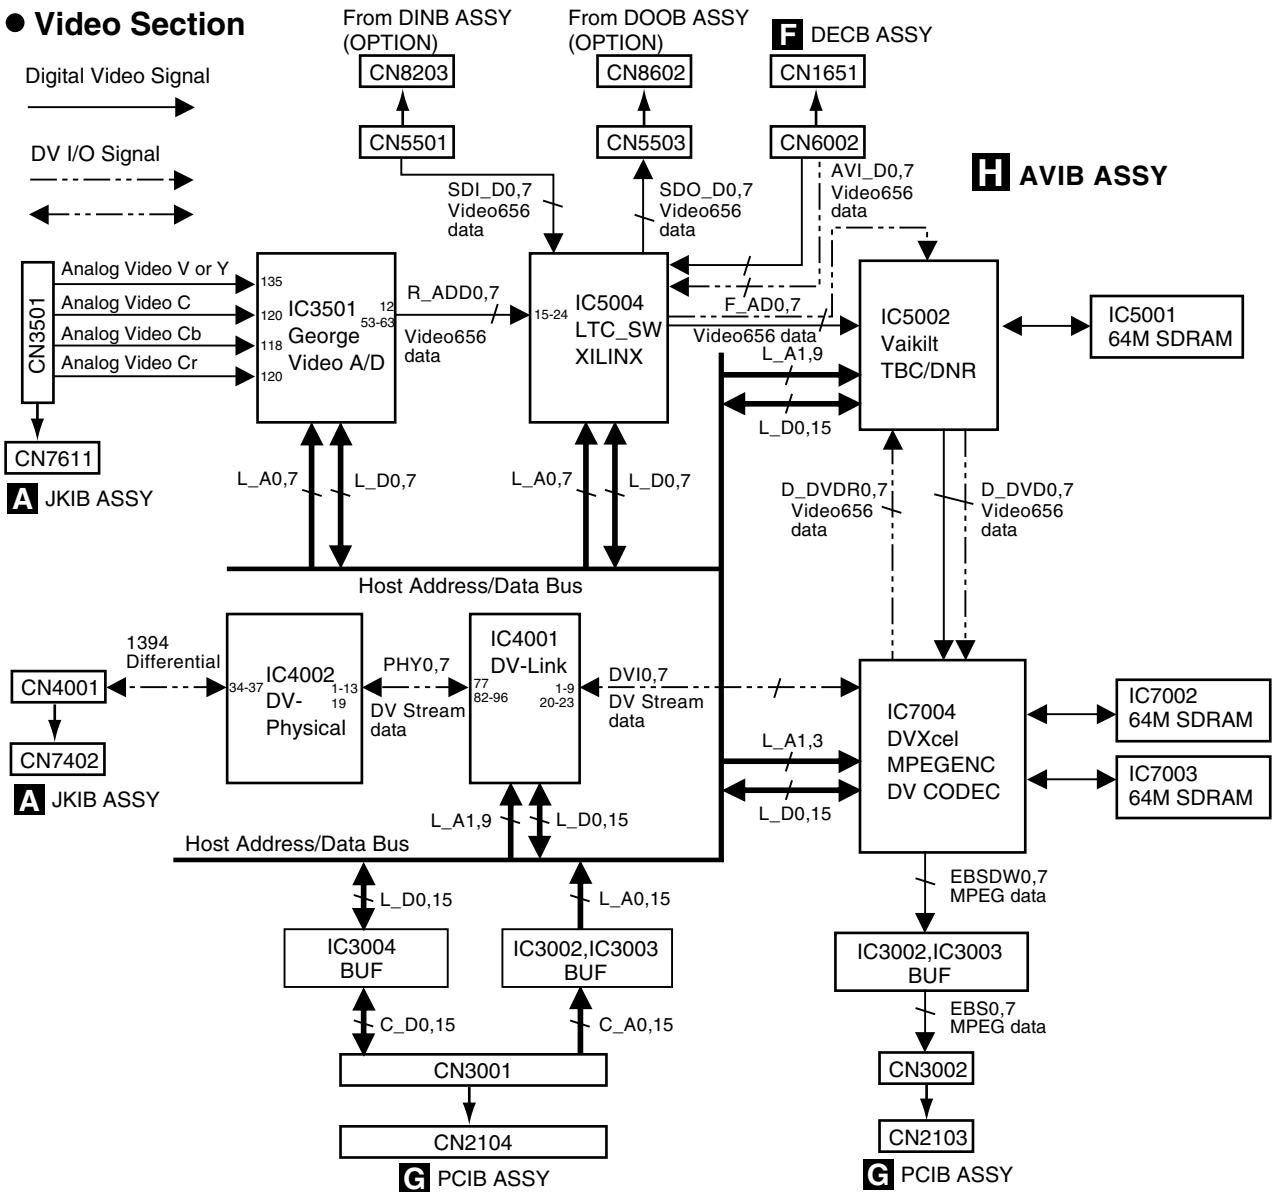 ● Video Section
Digital Video Signal
DV I/O Signal
From DINB ASSY
(OPTION)
CN8203
CN5501
From DOOB ASSY
(OPTION)
CN8602
CN5503
F DECB ASSY
CN1651
CN6002
H AVIB ASSY
SDI_D0,7
Video656
data
SDO_D0,7
Video656
data
AVI_D0,7
Video656
data
CN3501
Analog Video V or Y
Analog Video C
Analog Video Cb
Analog Video Cr
135
120
118
120
IC3501
George
Video A/D
12
53-63
R_ADD0,7
Video656
data
15-24
IC5004
LTC_SW
XILINX
F_AD0,7
Video656 data
IC5002
Vaikilt
TBC/DNR
IC5001
64M SDRAM
L_A1,9
L_D0,15
CN7611
A JKIB ASSY
L_A0,7
L_D0,7
L_A0,7
L_D0,7
D_DVDR0,7
Video656
data
D_DVD0,7
Video656
data
Host Address/Data Bus
1394
Differential
CN4001
CN7402
A JKIB ASSY
34-37
IC4002
DV-
Physical
1-13
19
PHY0,7
DV Stream
data
IC4001
DV-Link
77
82-96
1-9
20-23
DVI0,7
DV Stream
data
IC7004
DVXcel
MPEGENC
DV CODEC
IC7002
64M SDRAM
IC7003
64M SDRAM
L_A1,3
L_D0,15
L_A1,9
L_D0,15
Host Address/Data Bus
L_D0,15
L_A0,15
IC3004
BUF
IC3002,IC3003
BUF
C_D0,15
C_A0,15
CN3001
CN2104
G PCIB ASSY
EBSDW0,7
MPEG data
IC3002,IC3003
BUF
EBS0,7
MPEG data
CN3002
CN2103
G PCIB ASSY